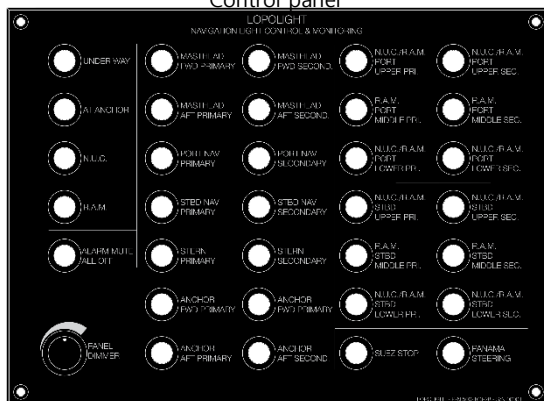 Control panel
LOPOLIGHT
NAVIGATION LIGHT CONTROL & MONITORING
UNDER WAY
AT ANCHOR
N.U.C.
R.A.M.
ALARM MUTE
ALL OFF
PANEL
DIMMER
MASTHEAD
FWD PRIMARY
MASTHEAD
AFT PRIMARY
PORT NAV
PRIMARY
STBD NAV
PRIMARY
STERN
PRIMARY
ANCHOR
FWD PRIMARY
ANCHOR
AFT PRIMARY
MASTHEAD
FWD SECOND.
MASTHEAD
AFT SECOND.
PORT NAV
SECONDARY
STBD NAV
SECONDARY
STERN
SECONDARY
ANCHOR
FWD PRIMARY
ANCHOR
AFT SECOND
N.U.C./R.A.M.
PORT
UPPER PRI.
R.A.M.
PORT
MIDDLE PRI.
N.U.C./R.A.M.
PORT
LOWER PRI.
N.U.C./R.A.M.
STBD
UPPER PRI.
R.A.M.
STBD
MIDDLE PRI.
N.U.C./R.A.M.
STBD
LOWER PRI.
SUEZ STOP
N.U.C./R.A.M.
PORT
UPPER SEC.
R.A.M.
PORT
MIDDLE SEC.
N.U.C./R.A.M.
PORT
LOWER SEC.
N.U.C./R.A.M.
STBD
UPPER SEC.
R.A.M.
STBD
MIDDLE SEC.
N.U.C./R.A.M.
STBD
LOWER SEC.
PANAMA
STEERING